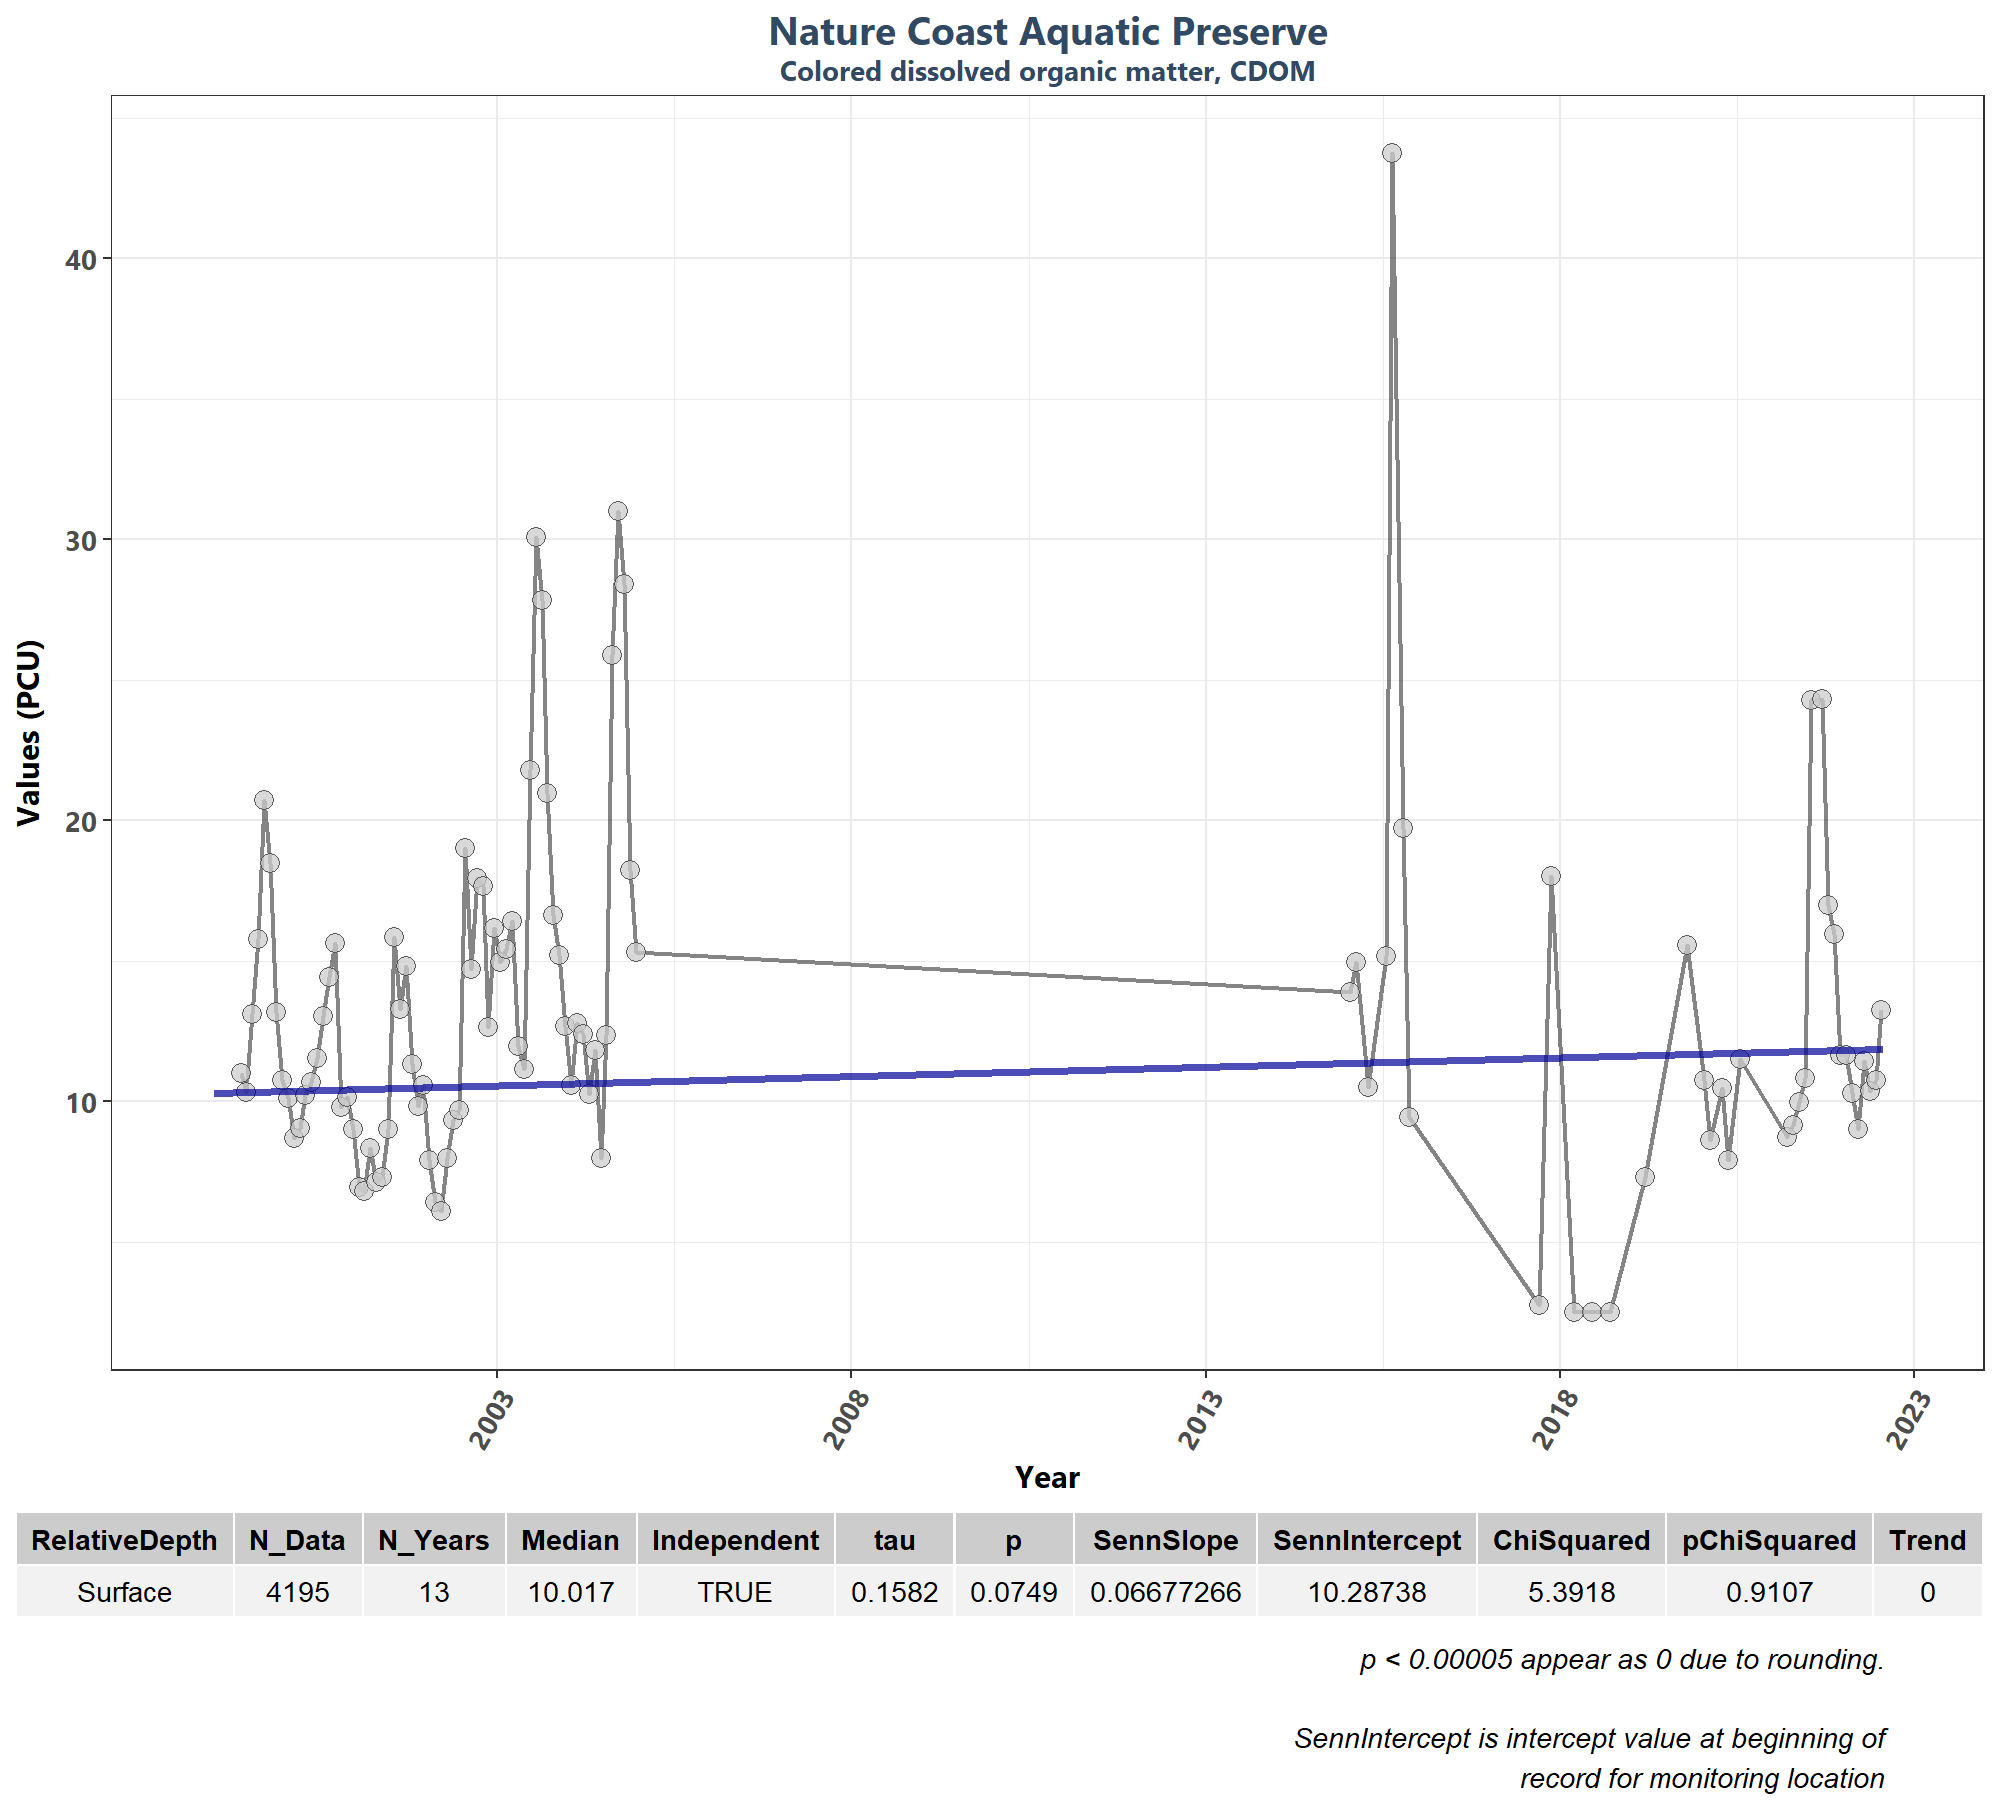 Nature Coast Aquatic Preserve
Colored dissolved organic matter, CDOM
Values (PCU)
40
30
20
10
2003 2008 2013 2018 2023
Year
RelativeDepth N_Data N_Years Median Independent tau p SennSlope SennIntercept ChiSquared pChiSquared Trend
Surface 4195 13 10.017 TRUE 0.1582 0.0749 0.06677266 10.28738 5.3918 0.9107 0
p < 0.00005 appear as 0 due to rounding.
SennIntercept is intercept value at beginning of
record for monitoring location